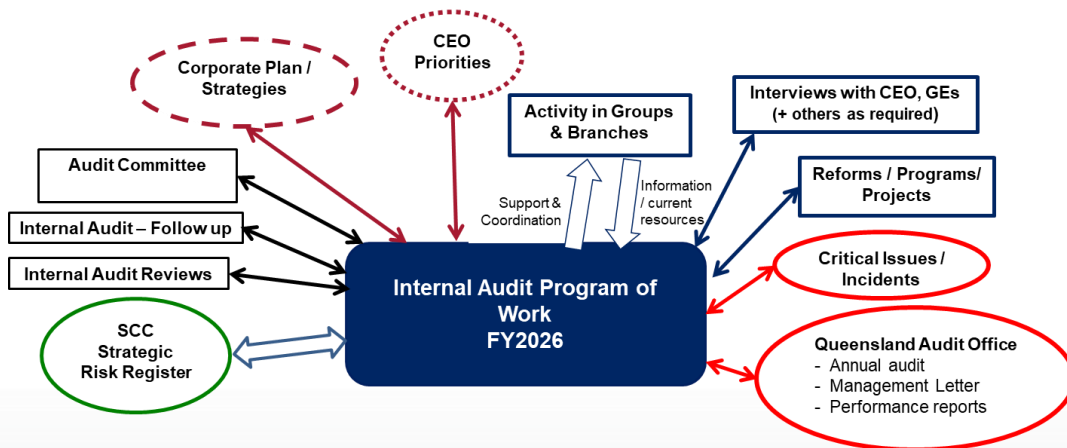 CEO
Priorities
Corporate Plan /
Strategies
Activity in Groups
& Branches
Interviews with CEO, GEs
(+ others as required)
Audit Committee
Reforms / Programs/
Projects
Support &
Coordination
Information
/ current
resources
Internal Audit – Follow up
Internal Audit Reviews
Critical Issues /
Incidents
Internal Audit Program of
Work
FY2026
SCC
Strategic
Risk Register
Queensland Audit Office
- Annual audit
- Management Letter
- Performance reports